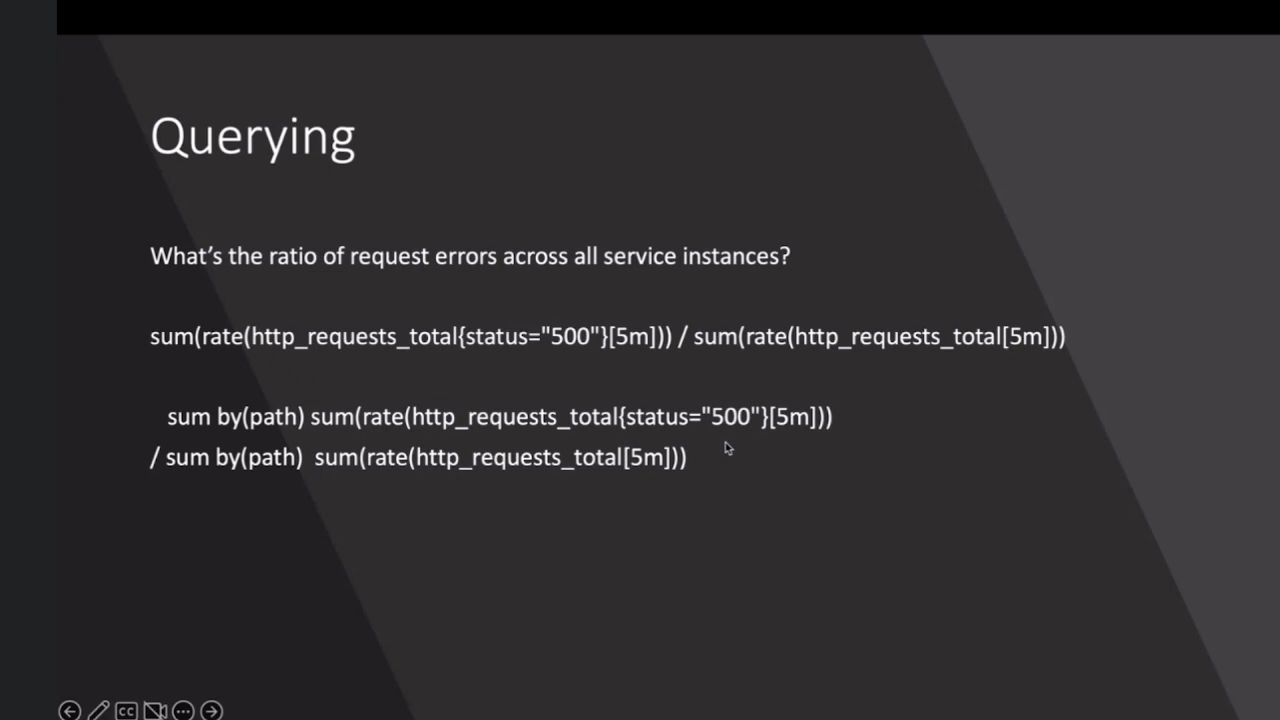 Querying
What’s the ratio of request errors across all service instances?
sum(rate(http_requests_total{status="500"}[5m])) / sum(rate(http_requests_total[5m]))
sum by(path) sum(rate(http_requests_total{status="500"}[5m]))
/ sum by(path)  sum(rate(http_requests_total[5m]))
CC